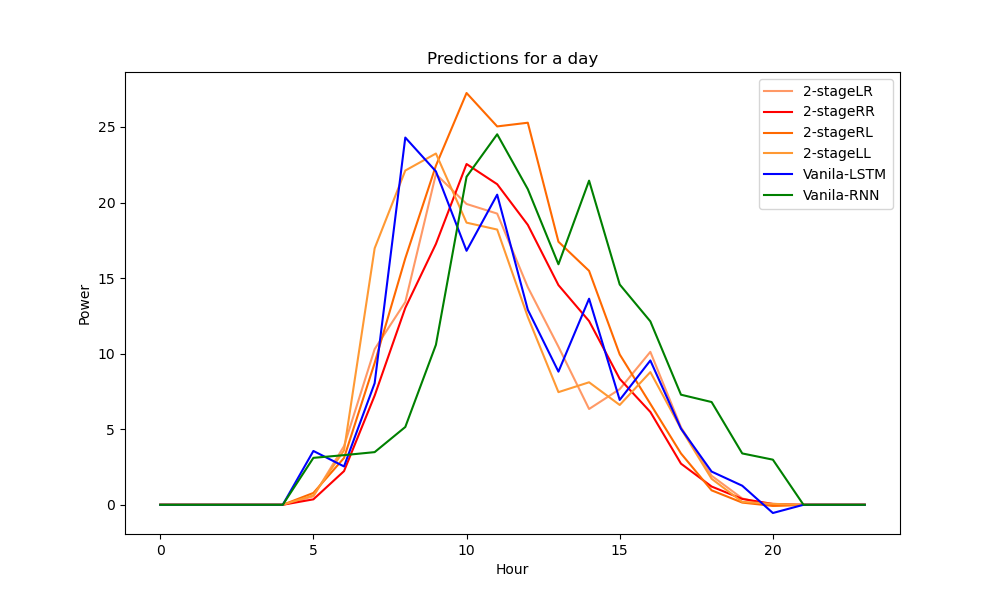 Predictions for a day
2-stageLR
2-stageRR
2-stageRL
2-stageLL
Vanila-LSTM
Vanila-RNN
Power
25
20
15
10
5
0
0 5 10 15 20
Hour